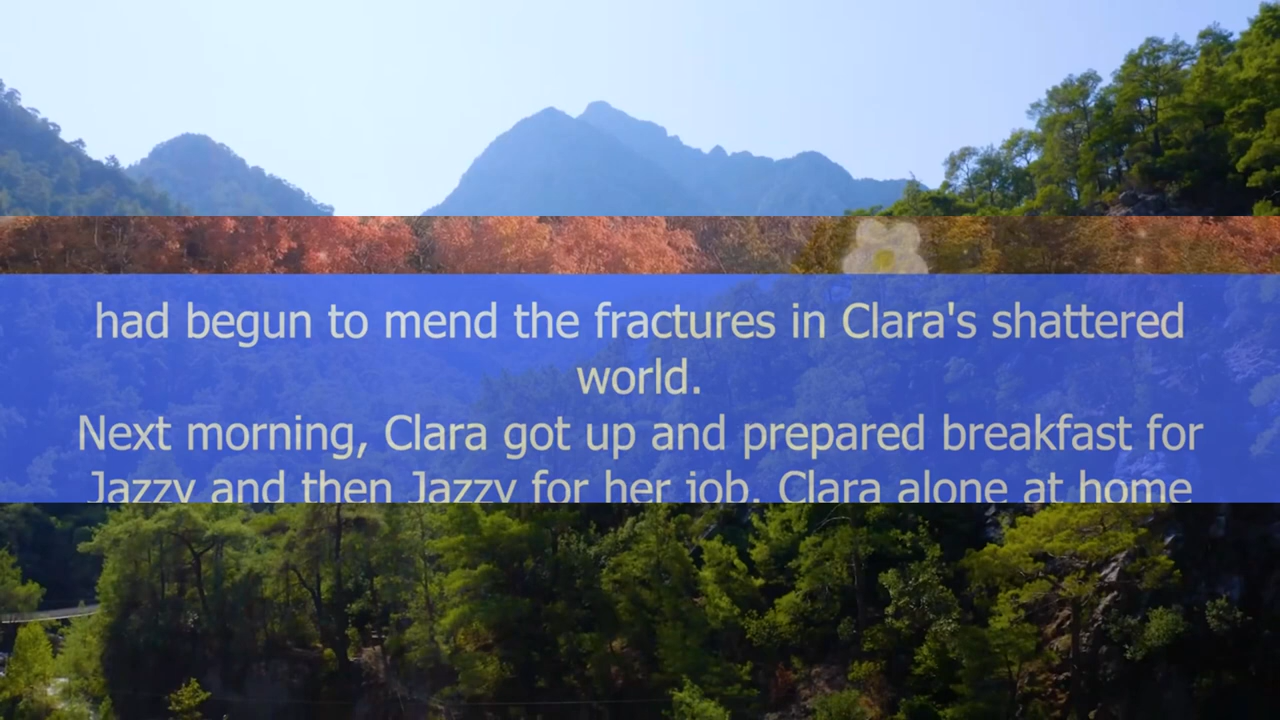 had begun to mend the fractures in Clara's shattered
world.
Next morning, Clara got up and prepared breakfast for
Jazzy and then Jazzy for her job. Clara alone at home